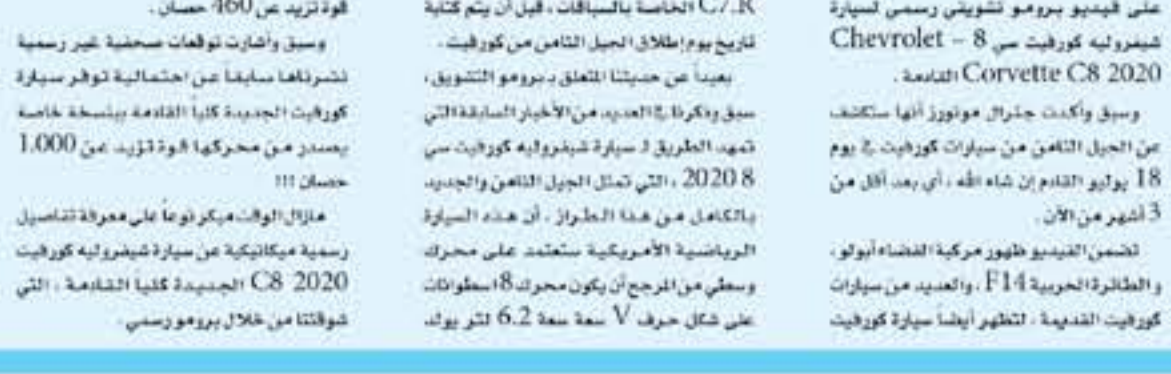 على فيديو برومو تشويقي رسمي لسيارة
شيفروليه كورفيت سي 8 – Chevrolet
Corvette C8 2020 القادمة .
وسبق وأكدت جنرال موتورز أنها ستكشف
عن الجيل الثامن من سيارات كورفيت في يوم
18 يوليو القادم إن شاء الله ، أي بعد أقل من
3 أشهر من الآن .
تضمن الفيديو ظهور مركبة الفضاء أبولو ،
و الطائرة الحربية F14 ، والعديد من سيارات
كورفيت القديمة ، لتظهر أيضاً سيارة كورفيت
C7.R الخاصة بالسباقات ، قبل أن يتم كتابة
تاريخ يوم إطلاق الجيل الثامن من كورفيت .
بعيداً عن حديثنا المتعلق بـ برومو التشويق ،
سبق وذكرنا في العديد من الأخبار السابقة التي
تمهد الطريق لـ سيارة شيفروليه كورفيت سي
8 2020 ، التي تمثل الجيل الثامن والجديد
بالكامل من هذا الطراز ، أن هذه السيارة
الرياضية الأمريكية ستعتمد على محرك
وسطي من المرجح أن يكون محرك 8 اسطوانات
على شكل حرف V سعة سعة 6.2 لتر يولد
قوة تزيد عن 460 حصان .
وسبق وأشارت توقعات صحفية غير رسمية
نشرناها سابقاً عن احتمالية توفر سيارة
كورفيت الجديدة كلياً القادمة بنسخة خاصة
يصدر من محركها قوة تزيد عن 1.000
حصان !!!
مازال الوقت مبكر نوعاً على معرفة تفاصيل
رسمية ميكانيكية عن سيارة شيفروليه كورفيت
C8 2020 الجديدة كلياً القادمة ، التي
شوقتنا من خلال برومو رسمي .